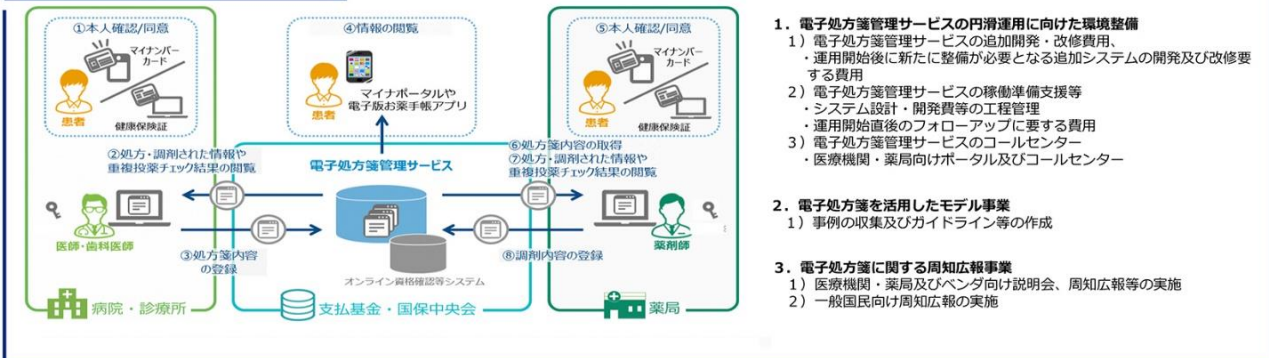 ①本人確認/同意
マイナンバー
カード
患者
健康保険証
②処方・調剤された情報や
重複投薬チェック結果の閲覧
医師・歯科医師
③処方箋内容
の登録
病院・診療所
④情報の閲覧
患者
マイナポータルや
電子版お薬手帳アプリ
電子処方箋管理サービス
オンライン資格確認等システム
支払基金・国保中央会
⑤本人確認/同意
マイナンバー
カード
患者
健康保険証
⑥処方箋内容の取得
⑦処方・調剤された情報や
重複投薬チェック結果の閲覧
薬剤師
⑧調剤内容の登録
薬局
1.電子処方箋管理サービスの円滑運用に向けた環境整備
1)電子処方箋管理サービスの追加開発・改修費用、
・運用開始後に新たに整備が必要となる追加システムの開発及び改修要
する費用
2)電子処方箋管理サービスの稼働準備支援等
・システム設計・開発費等の工程管理
・運用開始直後のフォローアップに要する費用
3)電子処方箋管理サービスのコールセンター
・医療機関・薬局向けポータル及びコールセンター
2.電子処方箋を活用したモデル事業
1)事例の収集及びガイドライン等の作成
3.電子処方箋に関する周知広報事業
1)医療機関・薬局及びベンダ向け説明会、周知広報等の実施
2)一般国民向け周知広報の実施